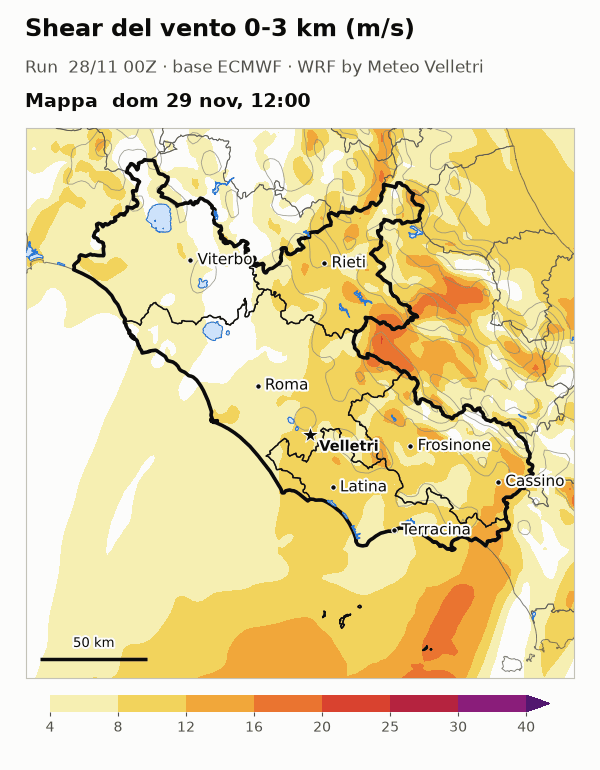 Shear del vento 0-3 km (m/s)
Run  28/11 00Z · base ECMWF · WRF by Meteo Velletri
Mappa  dom 29 nov, 12:00
Viterbo
Rieti
Roma
Velletri
Frosinone
Latina
Cassino
Terracina
50 km
4 8 12 16 20 25 30 40